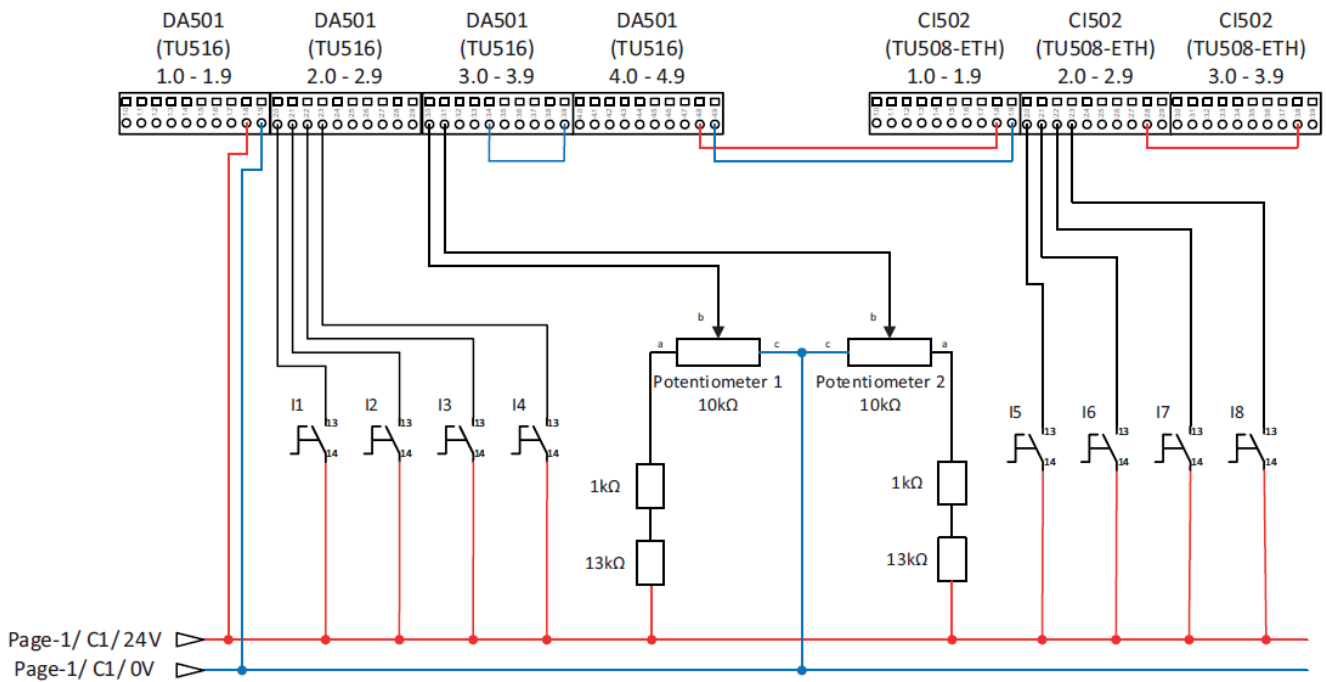 DA501 DA501 DA501 DA501 CI502 CI502 CI502
(TU516) (TU516) (TU516) (TU516) (TU508-ETH) (TU508-ETH) (TU508-ETH)
1.0 - 1.9 2.0 - 2.9 3.0 - 3.9 4.0 - 4.9 1.0 - 1.9 2.0 - 2.9 3.0 - 3.9
b b
a c c a
Potentiometer 1 Potentiometer 2
10kΩ 10kΩ
I1 I2 I3 I4 I5 I6 I7 I8
13 13 13 13 13 13 13 13
14 14 14 14 14 14 14 14
1kΩ 1kΩ
13kΩ 13kΩ
Page-1/ C1/ 24V
Page-1/ C1/ 0V